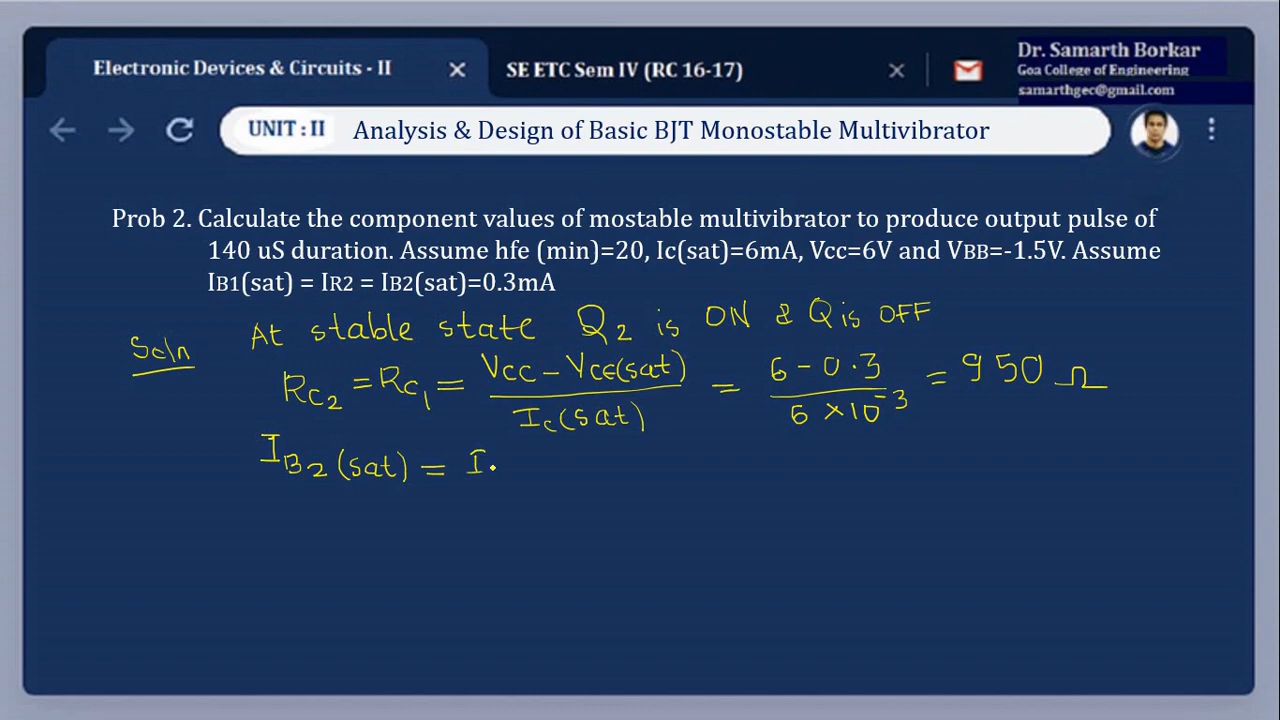 Electronic Devices & Circuits - II
SE ETC Sem IV (RC 16-17)
Dr. Samarth Borkar
Goa College of Engineering
samarthgec@gmail.com
UNIT : II
Analysis & Design of Basic BJT Monostable Multivibrator
Prob 2. Calculate the component values of mostable multivibrator to produce output pulse of
140 uS duration. Assume hfe (min)=20, Ic(sat)=6mA, Vcc=6V and VBB=-1.5V. Assume
IB1(sat) = IR2 = IB2(sat)=0.3mA
Soln At stable state Q2 is ON & Q is OFF
RC2 = RC1 = VCC - VCE(sat) / IC(sat) = 6 - 0.3 / 6 × 10^-3 = 950 Ω
IB2(sat) = I